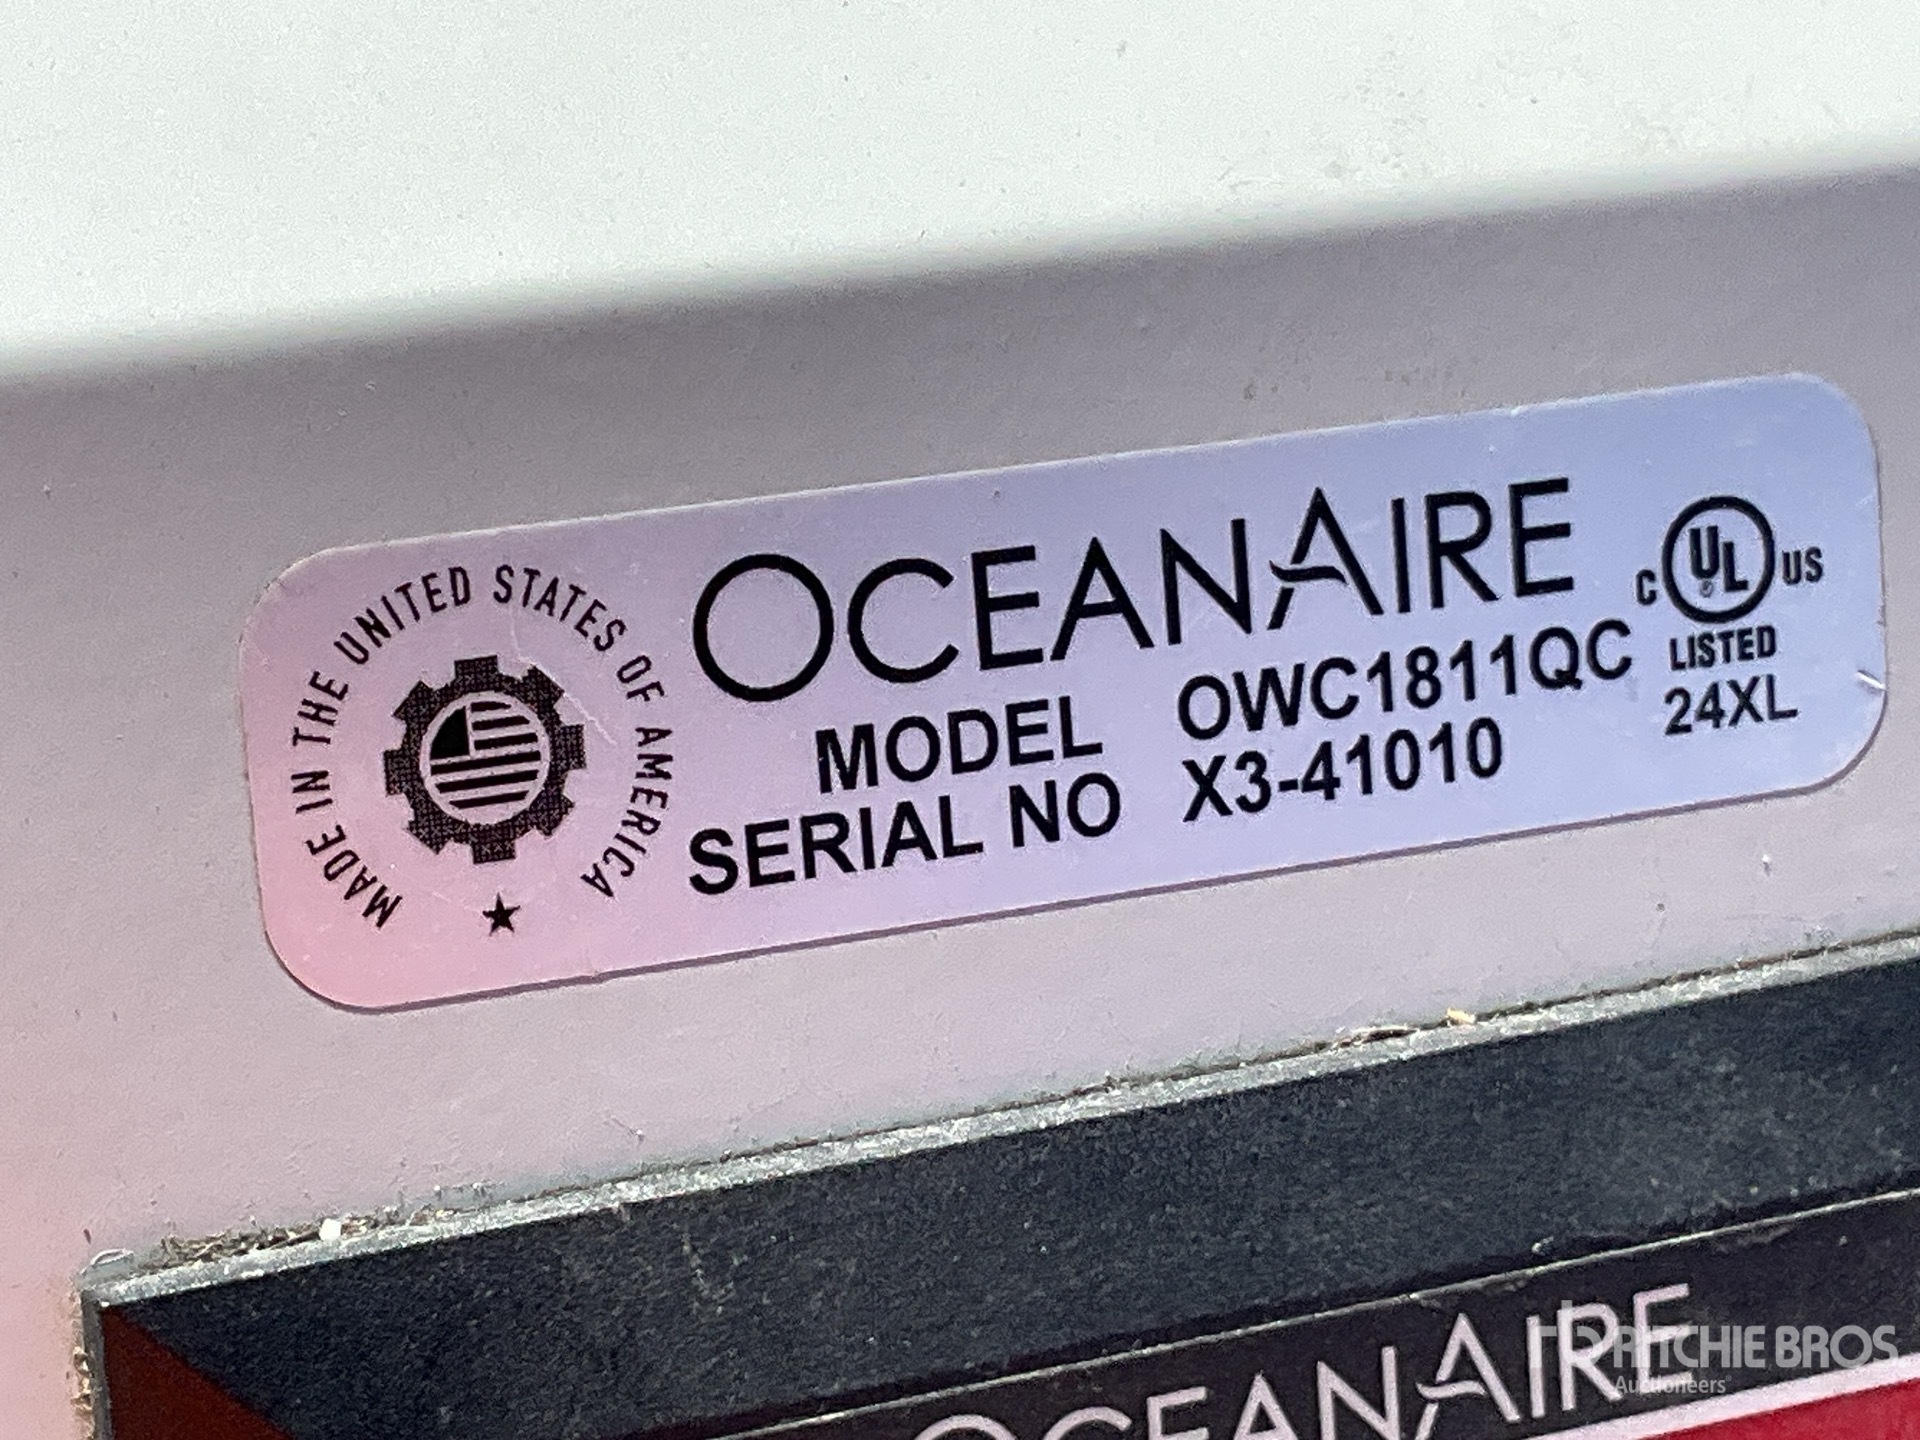 MADE IN THE UNITED STATES OF AMERICA
OCEANAIRE
MODEL OWC1811QC
SERIAL NO X3-41010
C UL US
®
LISTED
24XL
OCEANAIRE
rb RITCHIE BROS.
Auctioneers®